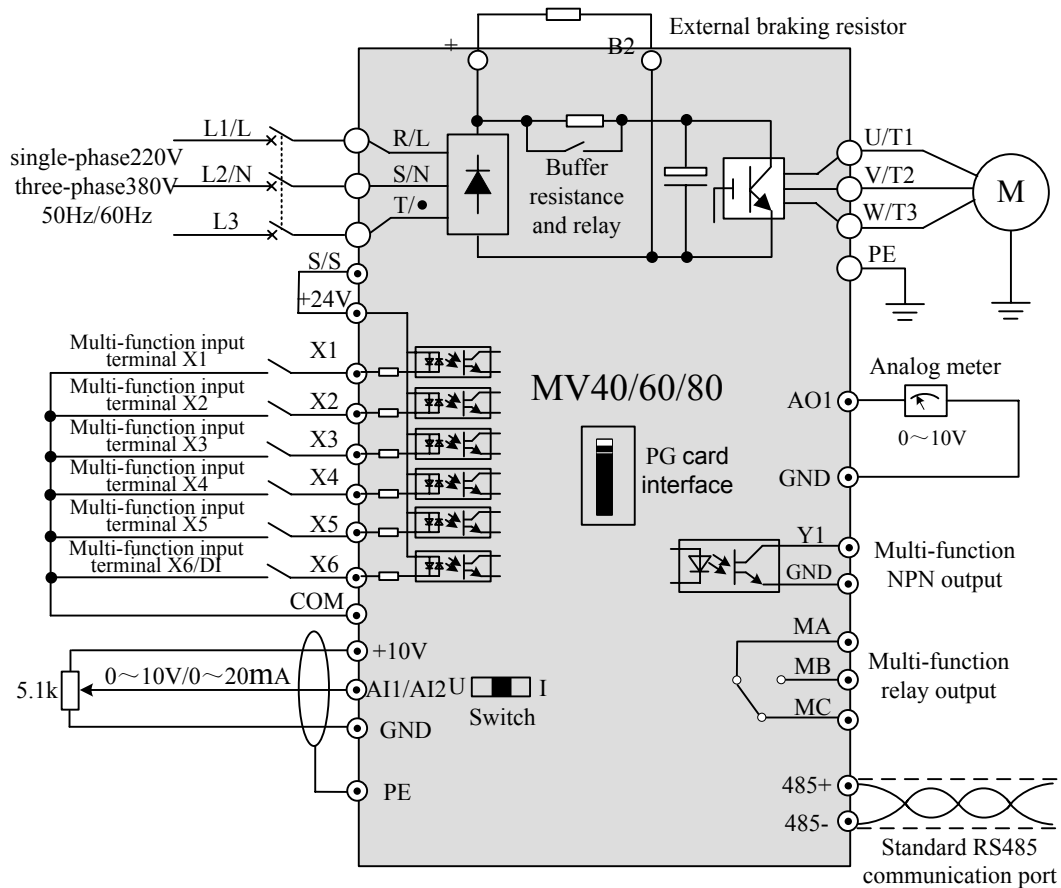 External braking resistor
+
B2
L1/L
R/L
single-phase220V
three-phase380V
50Hz/60Hz
L2/N
S/N
L3
T/●
Buffer
resistance
and relay
U/T1
V/T2
W/T3
M
PE
S/S
+24V
Multi-function input
terminal X1
X1
Multi-function input
terminal X2
X2
Multi-function input
terminal X3
X3
Multi-function input
terminal X4
X4
Multi-function input
terminal X5
X5
Multi-function input
terminal X6/DI
X6
COM
MV40/60/80
PG card
interface
Analog meter
AO1
0～10V
GND
Y1
GND
Multi-function
NPN output
MA
MB
MC
Multi-function
relay output
+10V
5.1k
0～10V/0～20mA
AI1/AI2
U
I
Switch
GND
PE
485+
485-
Standard RS485
communication port